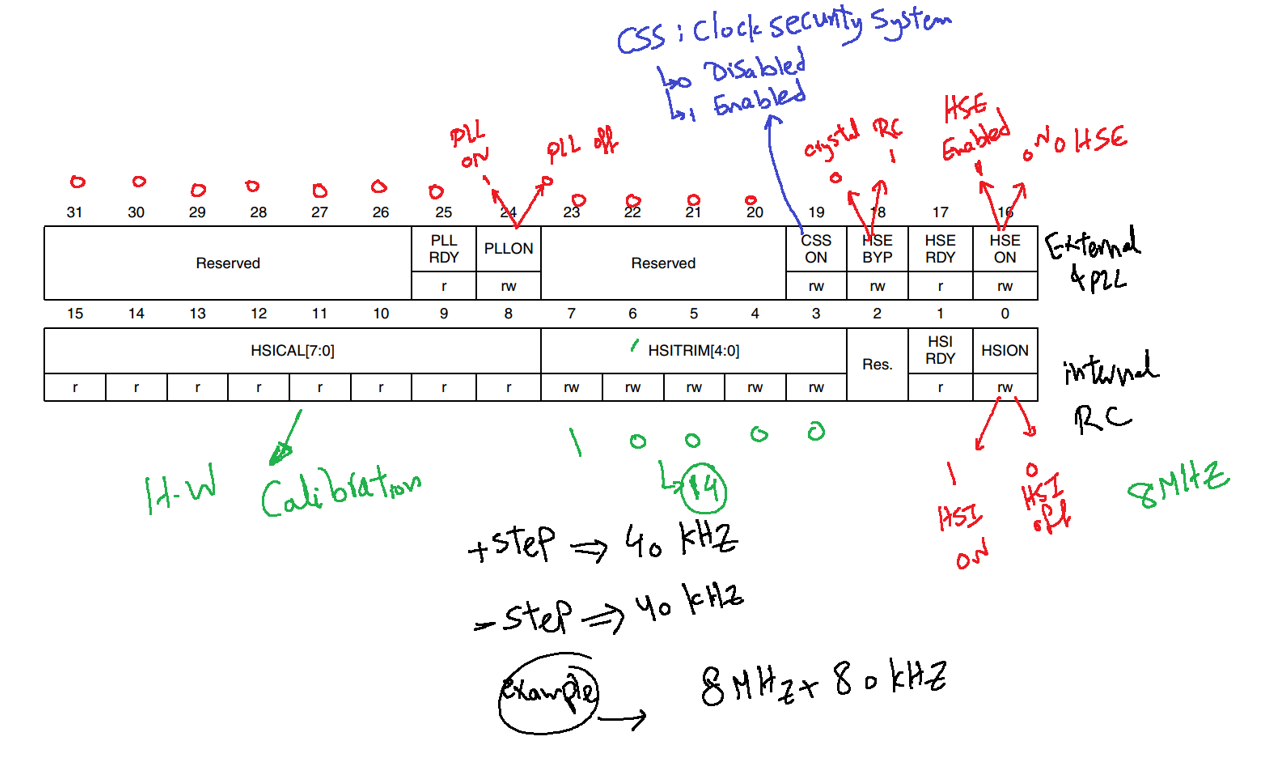 CSS : Clock security System
↳0 Disabled
↳1 Enabled
PLL ON
1
PLL off
0
crystal
0
RC
1
HSE Enabled
1
0 NO HSE
0 0 0 0 0 0 0 0 0 0 0
31 30 29 28 27 26 25 24 23 22 21 20 19 18 17 16
Reserved
PLL RDY
PLLON
Reserved
CSS ON
HSE BYP
HSE RDY
HSE ON
r rw rw rw r rw
External & PLL
15 14 13 12 11 10 9 8 7 6 5 4 3 2 1 0
HSICAL[7:0]
HSITRIM[4:0]
Res.
HSI RDY
HSION
r r r r r r r r rw rw rw rw rw r rw
internal
RC
1 0 0 0 0
H-W Calibration
1
HSI
ON
0
HSI
off
8MHZ
+step ⇒ 40 kHZ
-step ⇒ 40 kHZ
example → 8MHZ+ 80kHZ